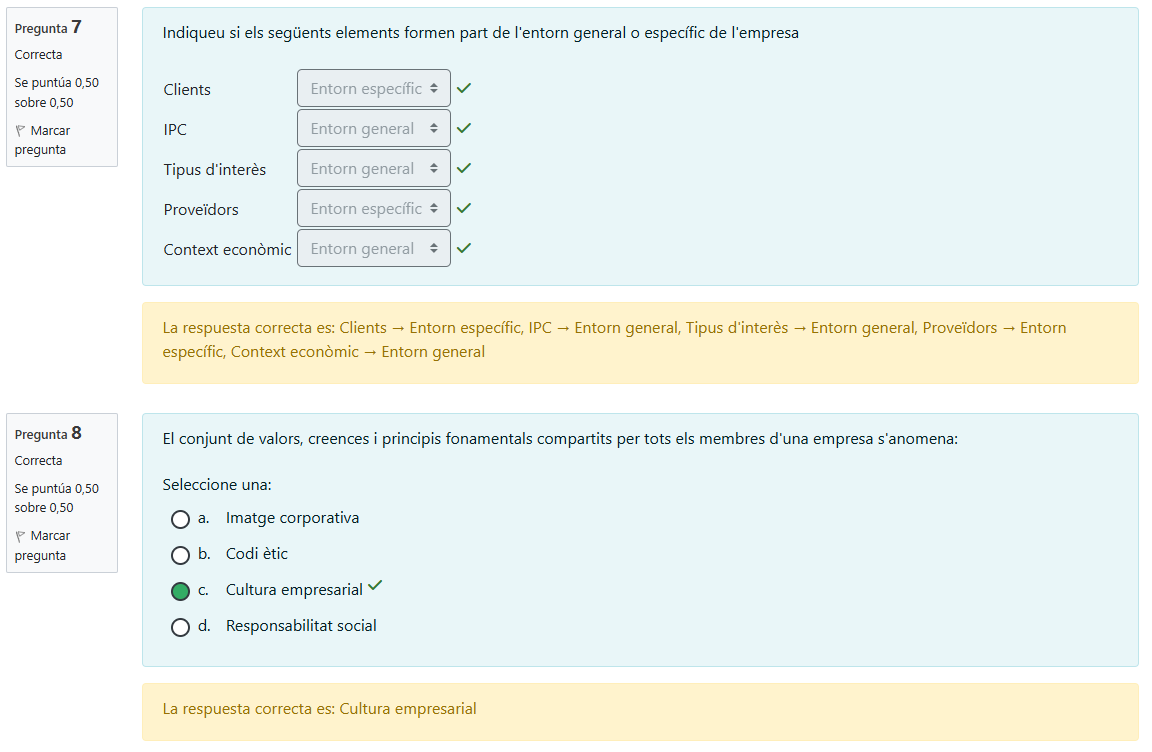 Pregunta 7
Correcta
Se puntúa 0,50
sobre 0,50
Marcar
pregunta
Indiqueu si els següents elements formen part de l'entorn general o específic de l'empresa
Clients Entorn específic
IPC Entorn general
Tipus d'interès Entorn general
Proveïdors Entorn específic
Context econòmic Entorn general
La respuesta correcta es: Clients → Entorn específic, IPC → Entorn general, Tipus d'interès → Entorn general, Proveïdors → Entorn
específic, Context econòmic → Entorn general
Pregunta 8
Correcta
Se puntúa 0,50
sobre 0,50
Marcar
pregunta
El conjunt de valors, creences i principis fonamentals compartits per tots els membres d'una empresa s'anomena:
Seleccione una:
a. Imatge corporativa
b. Codi ètic
c. Cultura empresarial
d. Responsabilitat social
La respuesta correcta es: Cultura empresarial